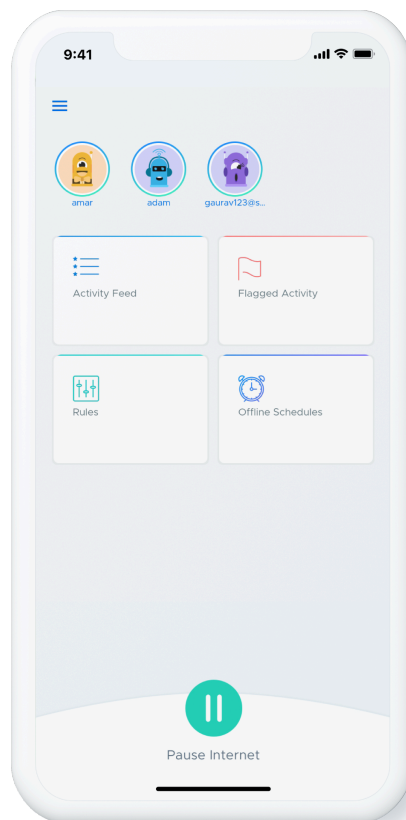 9:41
amar adam gaurav123@s...
Activity Feed
Flagged Activity
Rules
Offline Schedules
Pause Internet